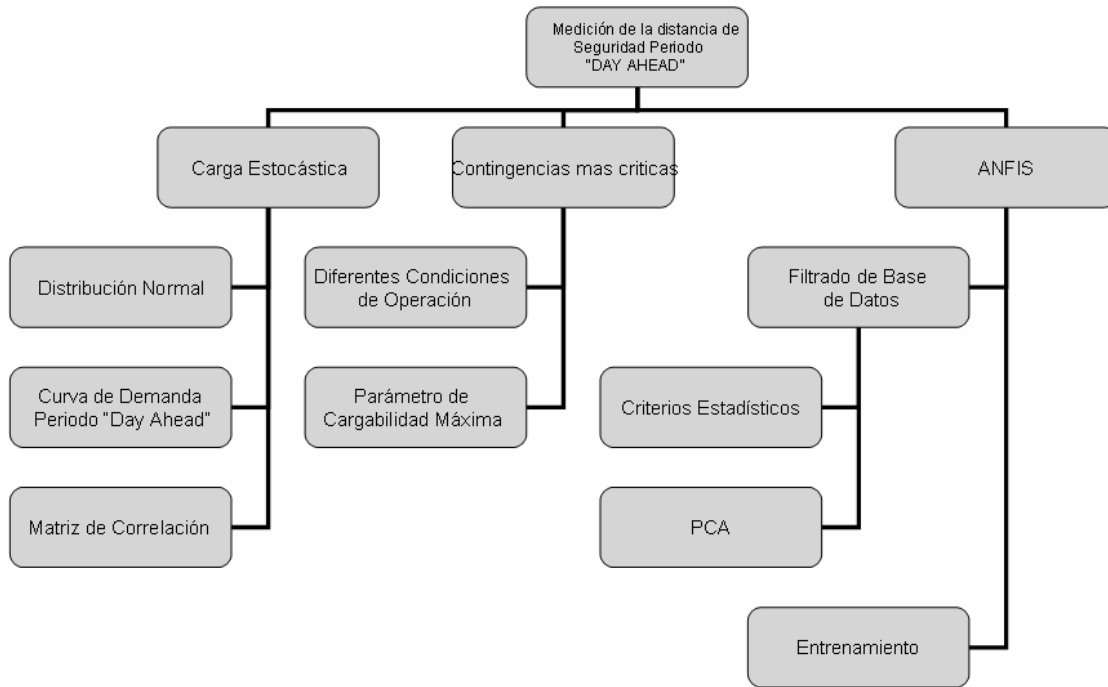 Medición de la distancia de
Seguridad Periodo
"DAY AHEAD"
Carga Estocástica
Contingencias mas criticas
ANFIS
Distribución Normal
Diferentes Condiciones
de Operación
Filtrado de Base
de Datos
Curva de Demanda
Periodo "Day Ahead"
Parámetro de
Cargabilidad Máxima
Criterios Estadísticos
Matriz de Correlación
PCA
Entrenamiento